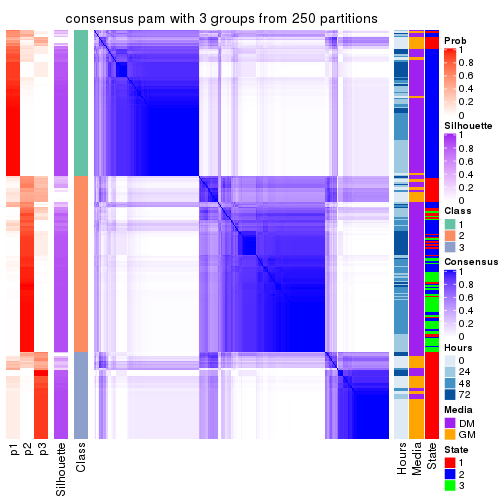 consensus pam with 3 groups from 250 partitions
p1
p2
p3
Silhouette
Class
Hours
Media
State
Prob
1
0.8
0.6
0.4
0.2
0
Silhouette
1
0.8
0.6
0.4
0.2
0
Class
1
2
3
Consensus
1
0.8
0.6
0.4
0.2
0
Hours
0
24
48
72
Media
DM
GM
State
1
2
3